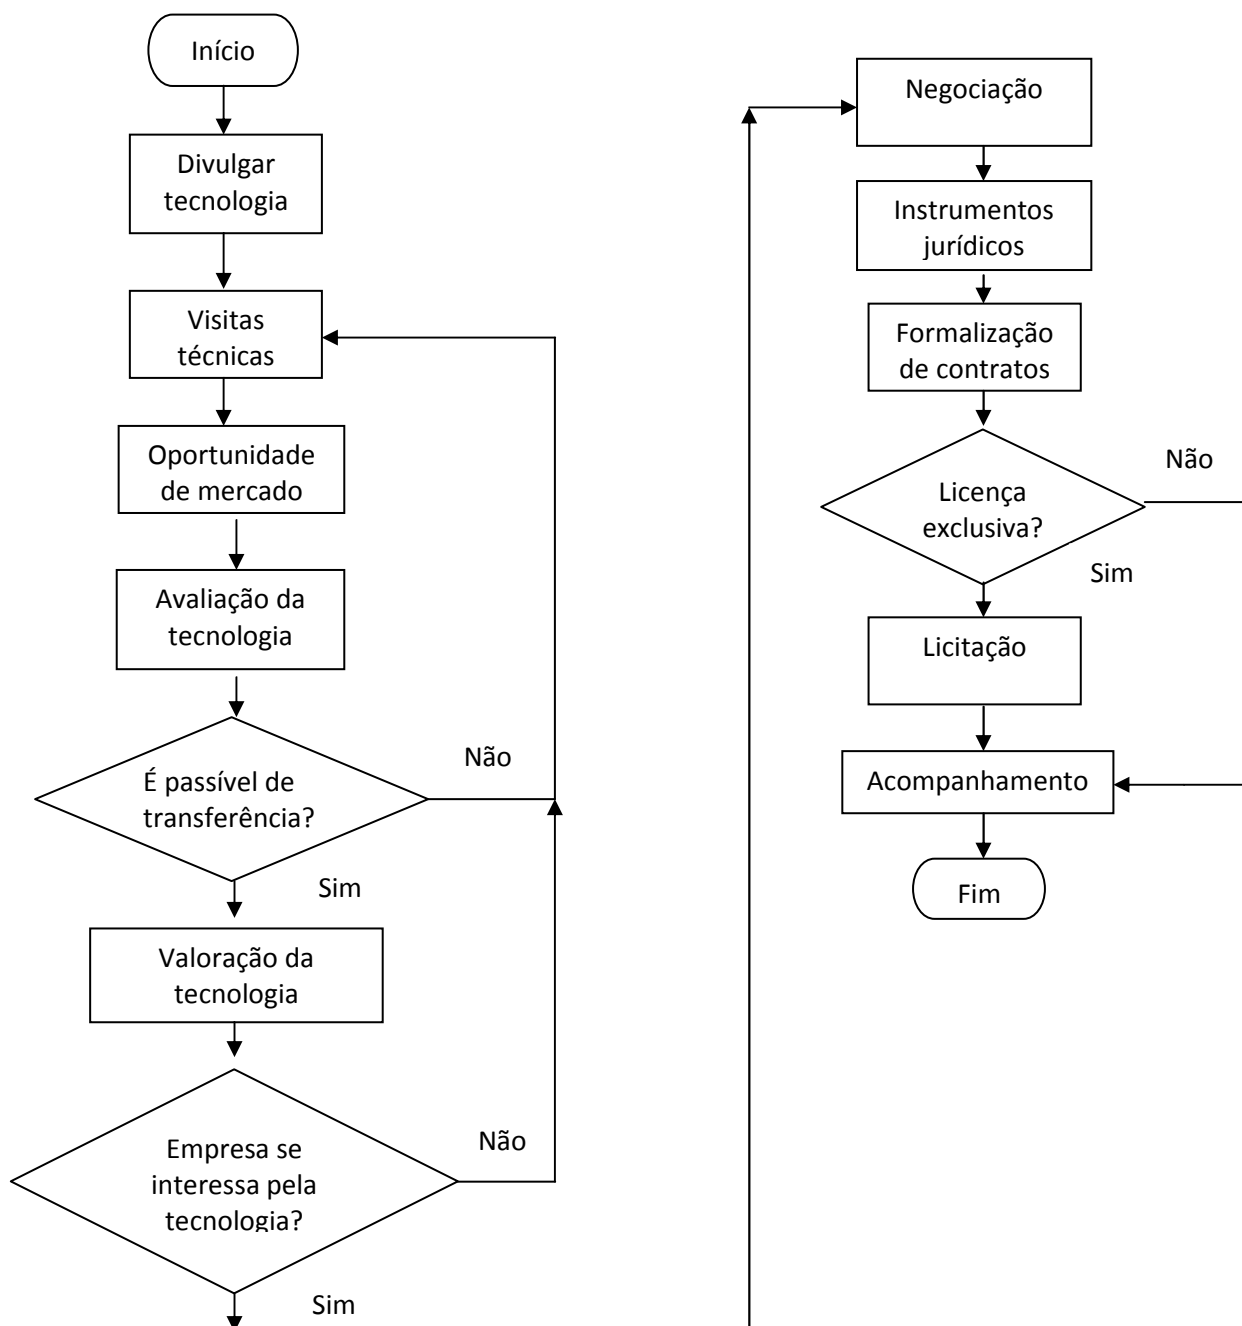 Início
Divulgar
tecnologia
Visitas
técnicas
Oportunidade
de mercado
Avaliação da
tecnologia
É passível de
transferência?
Não
Sim
Valoração da
tecnologia
Empresa se
interessa pela
tecnologia?
Não
Sim
Negociação
Instrumentos
jurídicos
Formalização
de contratos
Licença
exclusiva?
Não
Sim
Licitação
Acompanhamento
Fim